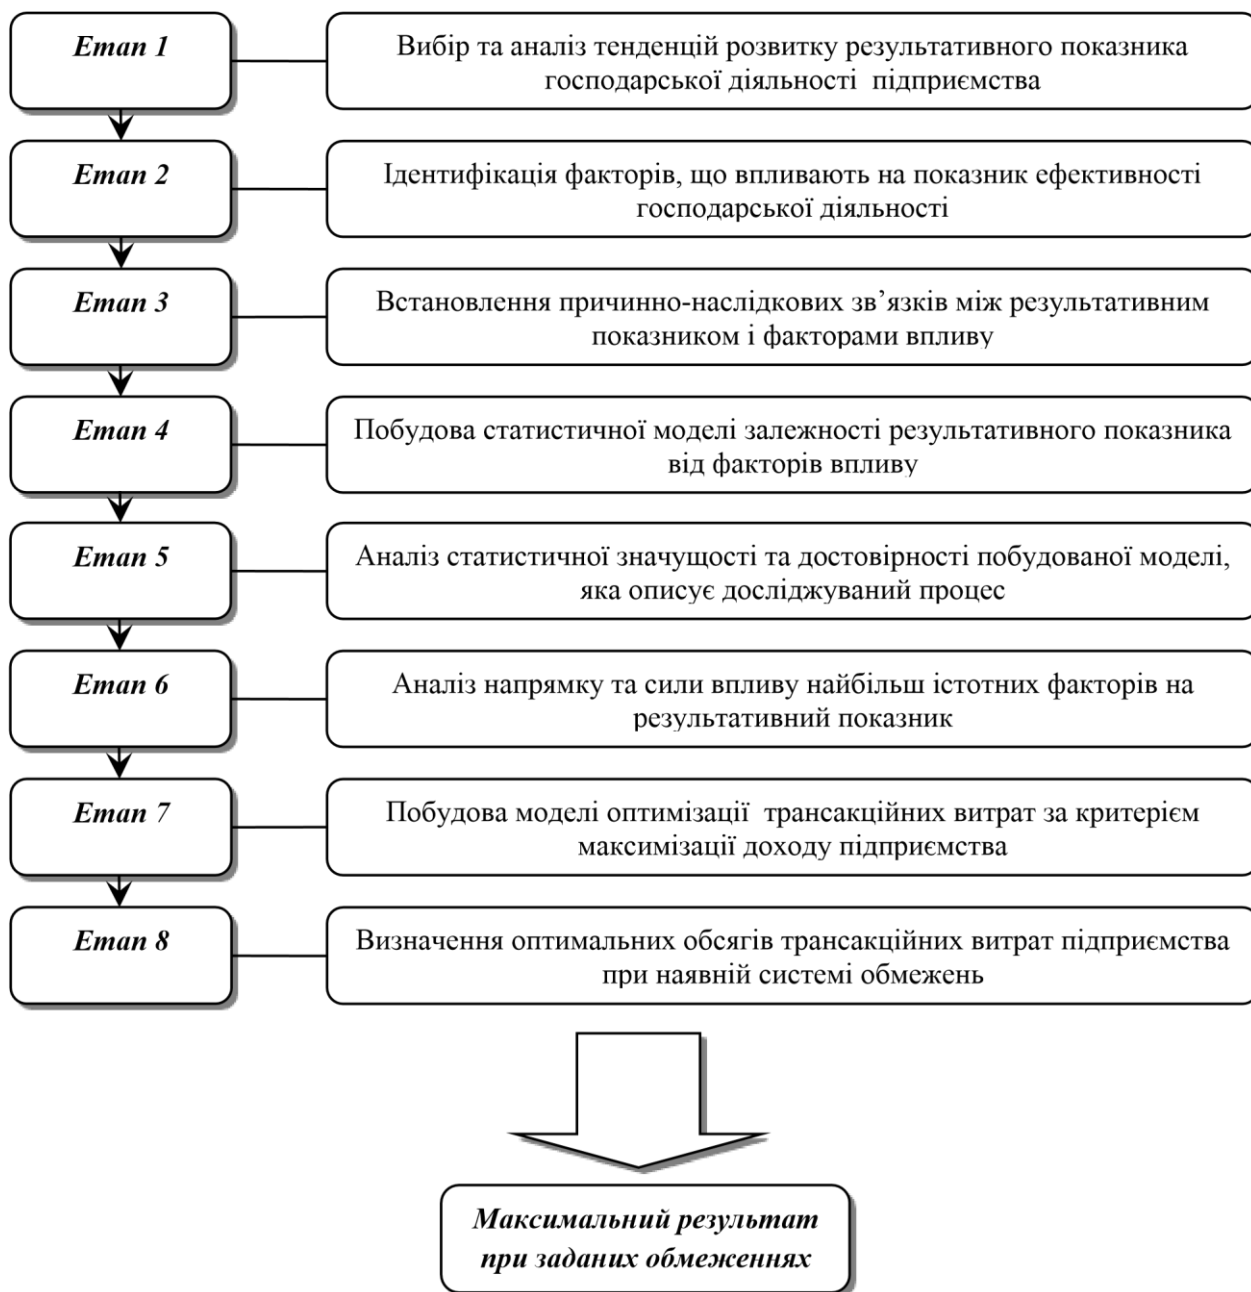 Етап 1
Вибір та аналіз тенденцій розвитку результативного показника
господарської діяльності підприємства
Етап 2
Ідентифікація факторів, що впливають на показник ефективності
господарської діяльності
Етап 3
Встановлення причинно-наслідкових зв’язків між результативним
показником і факторами впливу
Етап 4
Побудова статистичної моделі залежності результативного показника
від факторів впливу
Етап 5
Аналіз статистичної значущості та достовірності побудованої моделі,
яка описує досліджуваний процес
Етап 6
Аналіз напрямку та сили впливу найбільш істотних факторів на
результативний показник
Етап 7
Побудова моделі оптимізації трансакційних витрат за критерієм
максимізації доходу підприємства
Етап 8
Визначення оптимальних обсягів трансакційних витрат підприємства
при наявній системі обмежень
Максимальний результат
при заданих обмеженнях